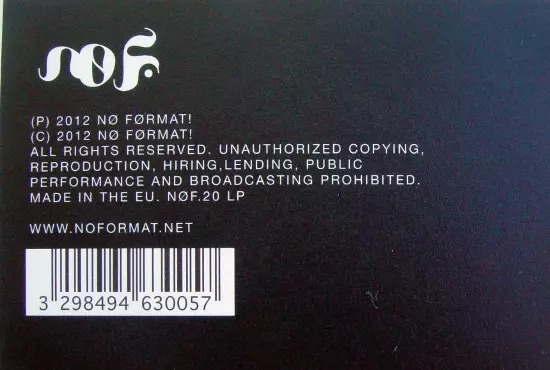 nøf.
(P) 2012 NØ FØRMAT!
(C) 2012 NØ FØRMAT!
ALL RIGHTS RESERVED. UNAUTHORIZED COPYING,
REPRODUCTION, HIRING,LENDING, PUBLIC
PERFORMANCE AND BROADCASTING PROHIBITED.
MADE IN THE EU. NØF.20 LP
WWW.NOFORMAT.NET
3 298494 630057